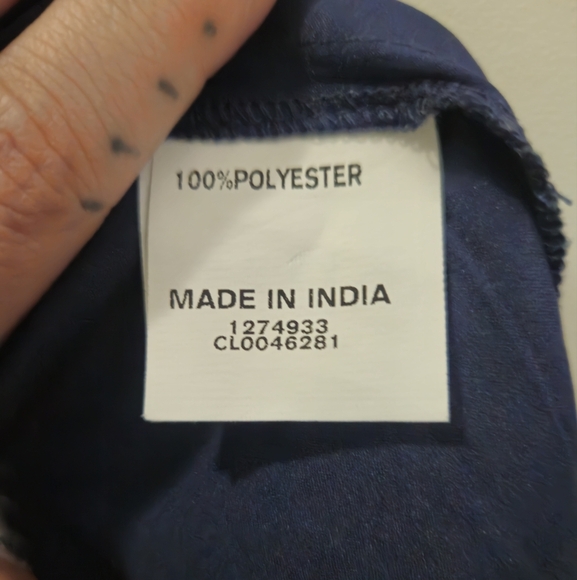 100%POLYESTER
MADE IN INDIA
1274933
CL0046281